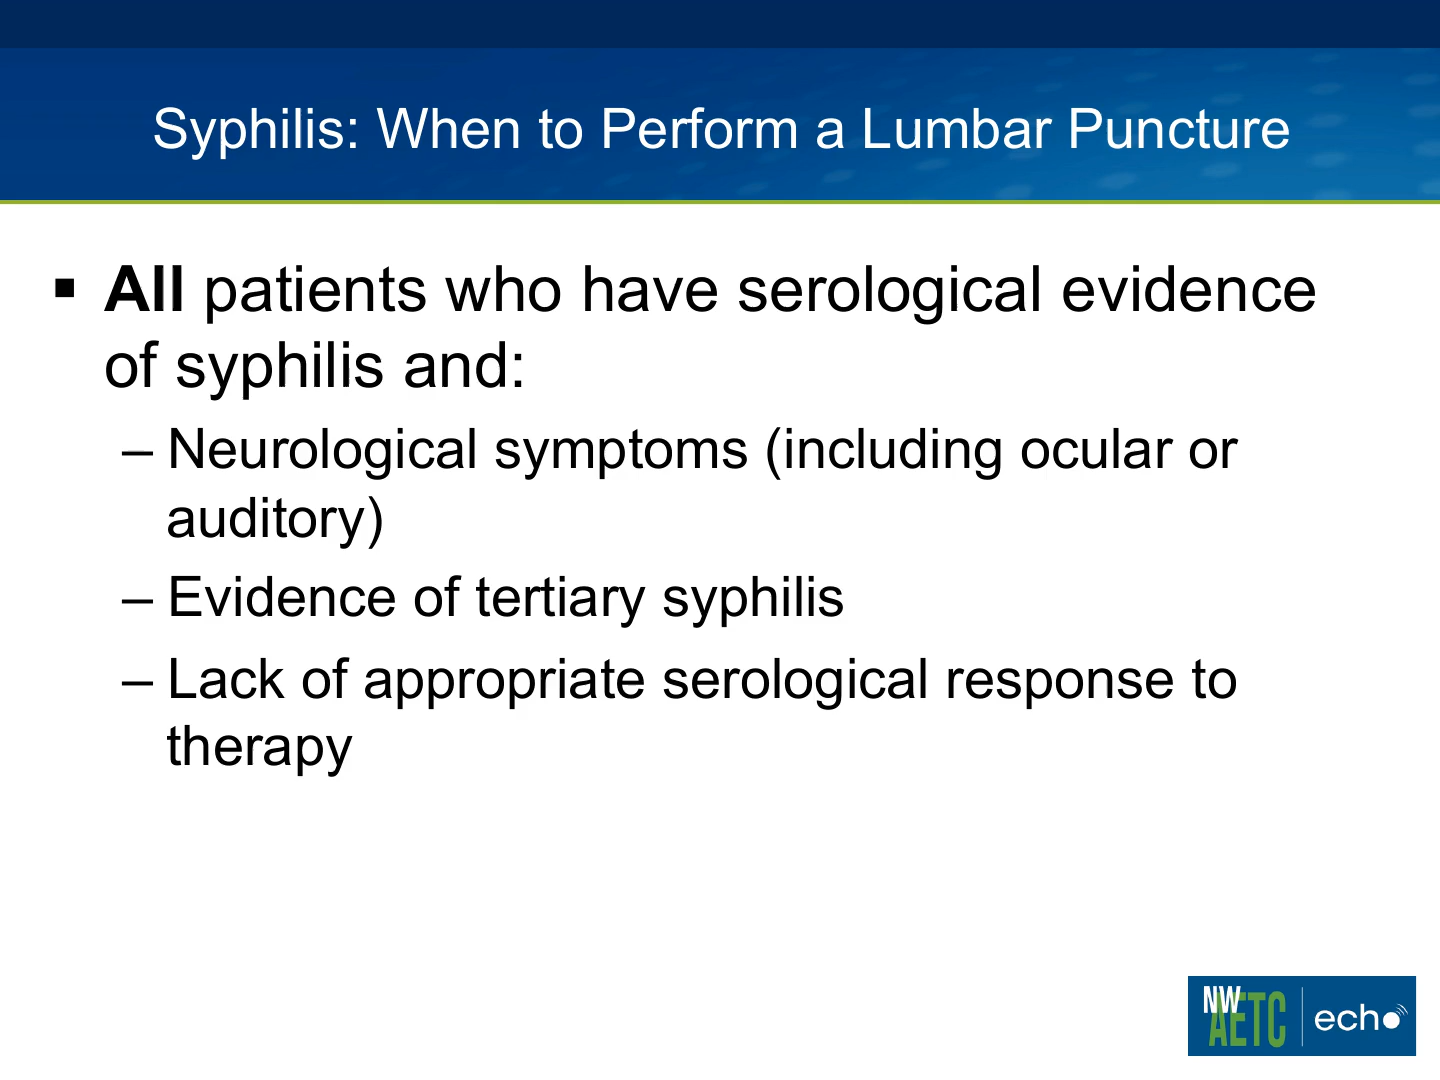 Syphilis: When to Perform a Lumbar Puncture
▪ All patients who have serological evidence
of syphilis and:
– Neurological symptoms (including ocular or
auditory)
– Evidence of tertiary syphilis
– Lack of appropriate serological response to
therapy
NW
AETC
echo